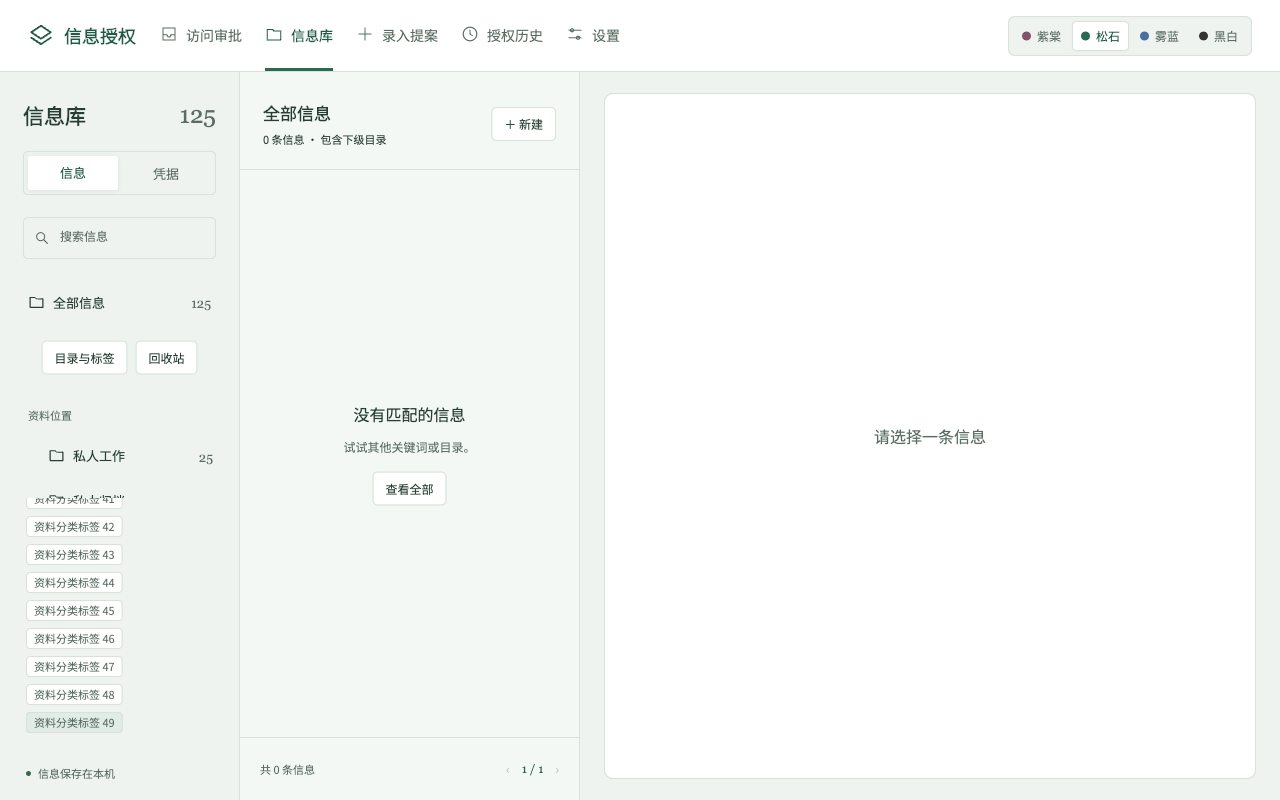 信息授权
访问审批
信息库
录入提案
授权历史
设置
紫棠
松石
雾蓝
黑白
信息库
125
信息
凭据
搜索信息
全部信息
125
目录与标签
回收站
资料位置
私人工作
25
资料分类标签 41
资料分类标签 42
资料分类标签 43
资料分类标签 44
资料分类标签 45
资料分类标签 46
资料分类标签 47
资料分类标签 48
资料分类标签 49
信息保存在本机
全部信息
0 条信息 · 包含下级目录
+ 新建
没有匹配的信息
试试其他关键词或目录。
查看全部
共 0 条信息
‹ 1 / 1 ›
请选择一条信息